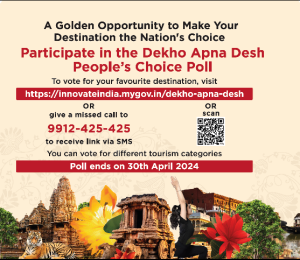 A Golden Opportunity to Make Your
Destination the Nation's Choice
Participate in the Dekho Apna Desh
People's Choice Poll
To vote for your favourite destination, visit
https://innovateindia.mygov.in/dekho-apna-desh
OR
give a missed call to
9912-425-425
to receive link via SMS
OR
scan
You can vote for different tourism categories
Poll ends on 30th April 2024